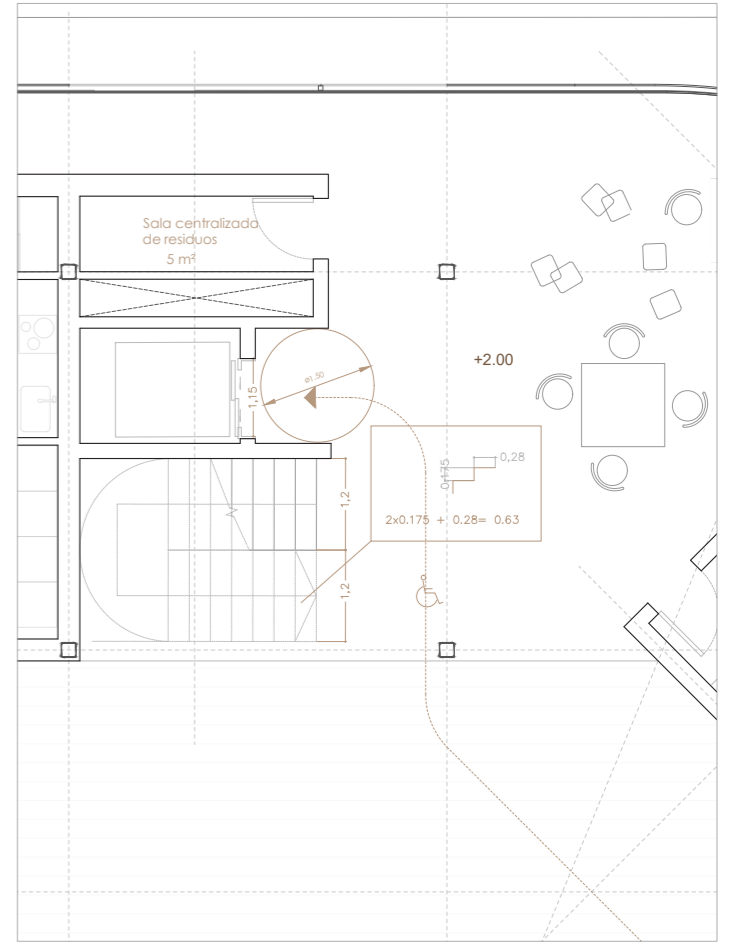 Sala centralizada
de residuos
5 m²
+2.00
ø1.50
1,15
0,28
0,175
2x0.175 + 0.28= 0.63
1,2
1,2